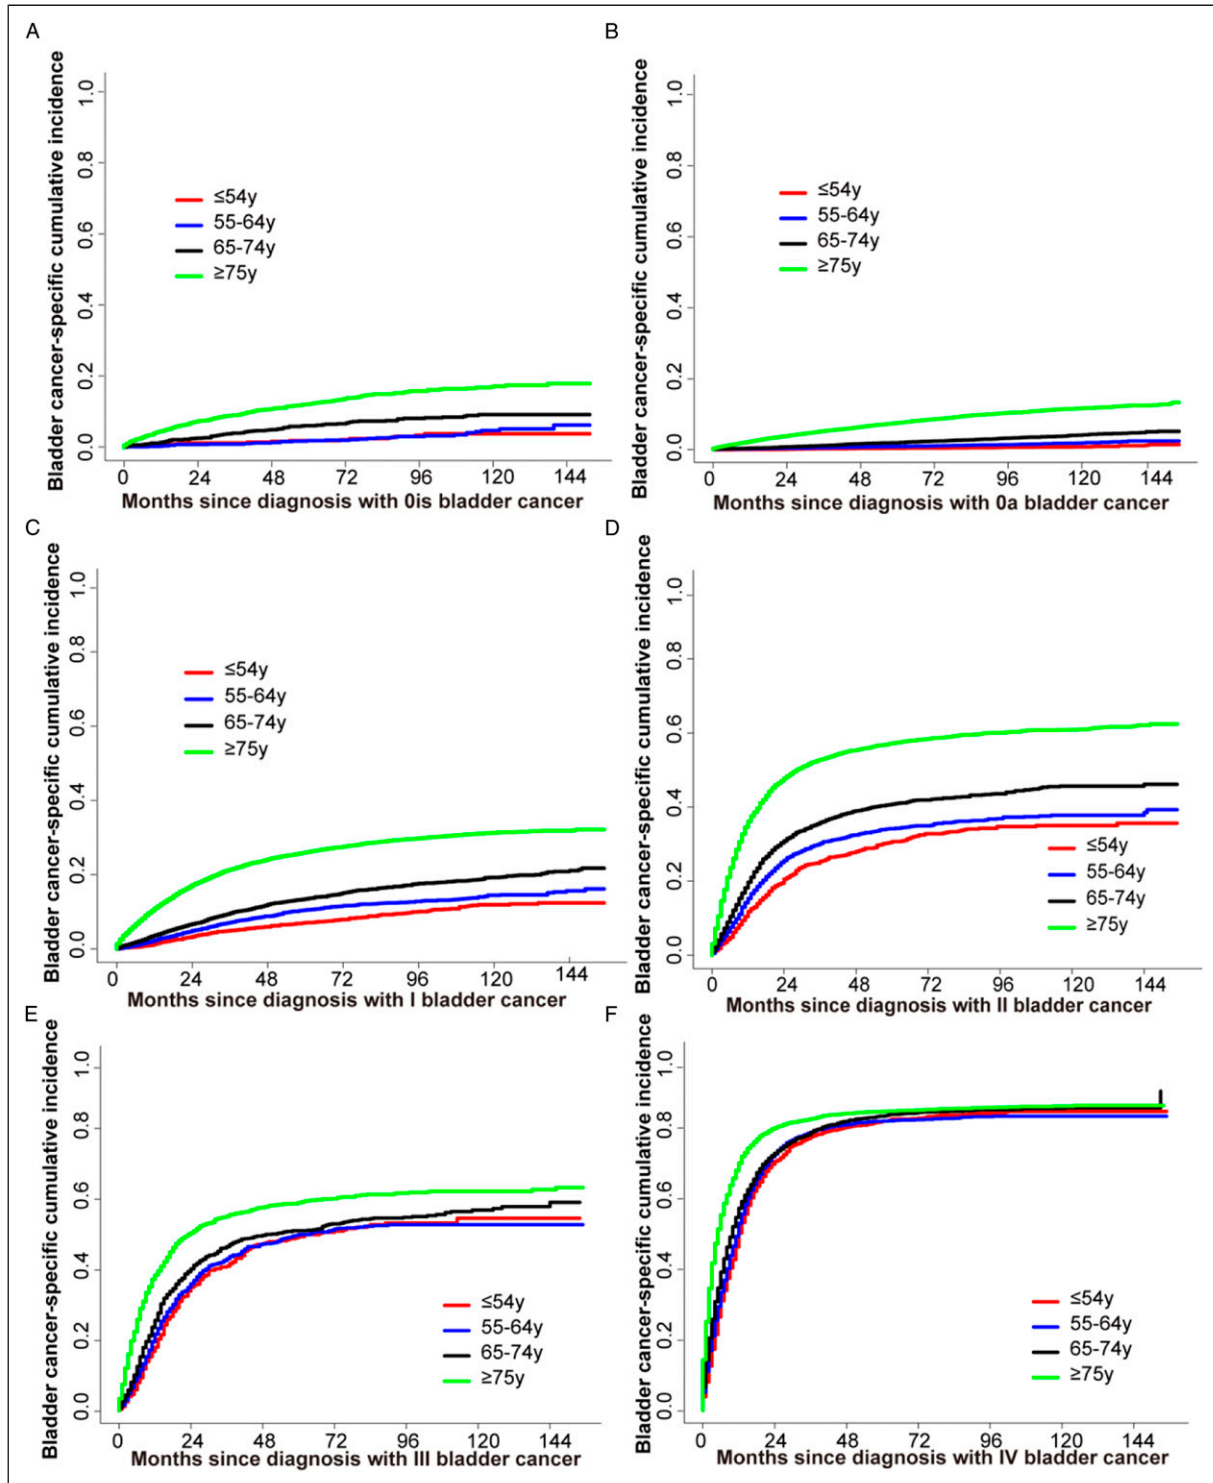 A
Bladder cancer-specific cumulative incidence
1.0
0.8
0.6
0.4
0.2
0.0
≤54y
55-64y
65-74y
≥75y
0 24 48 72 96 120 144
Months since diagnosis with 0is bladder cancer
B
Bladder cancer-specific cumulative incidence
1.0
0.8
0.6
0.4
0.2
0.0
≤54y
55-64y
65-74y
≥75y
0 24 48 72 96 120 144
Months since diagnosis with 0a bladder cancer
C
Bladder cancer-specific cumulative incidence
1.0
0.8
0.6
0.4
0.2
0.0
≤54y
55-64y
65-74y
≥75y
0 24 48 72 96 120 144
Months since diagnosis with I bladder cancer
D
Bladder cancer-specific cumulative incidence
1.0
0.8
0.6
0.4
0.2
0.0
≤54y
55-64y
65-74y
≥75y
0 24 48 72 96 120 144
Months since diagnosis with II bladder cancer
E
Bladder cancer-specific cumulative incidence
1.0
0.8
0.6
0.4
0.2
0.0
≤54y
55-64y
65-74y
≥75y
0 24 48 72 96 120 144
Months since diagnosis with III bladder cancer
F
Bladder cancer-specific cumulative incidence
1.0
0.8
0.6
0.4
0.2
0.0
≤54y
55-64y
65-74y
≥75y
0 24 48 72 96 120 144
Months since diagnosis with IV bladder cancer